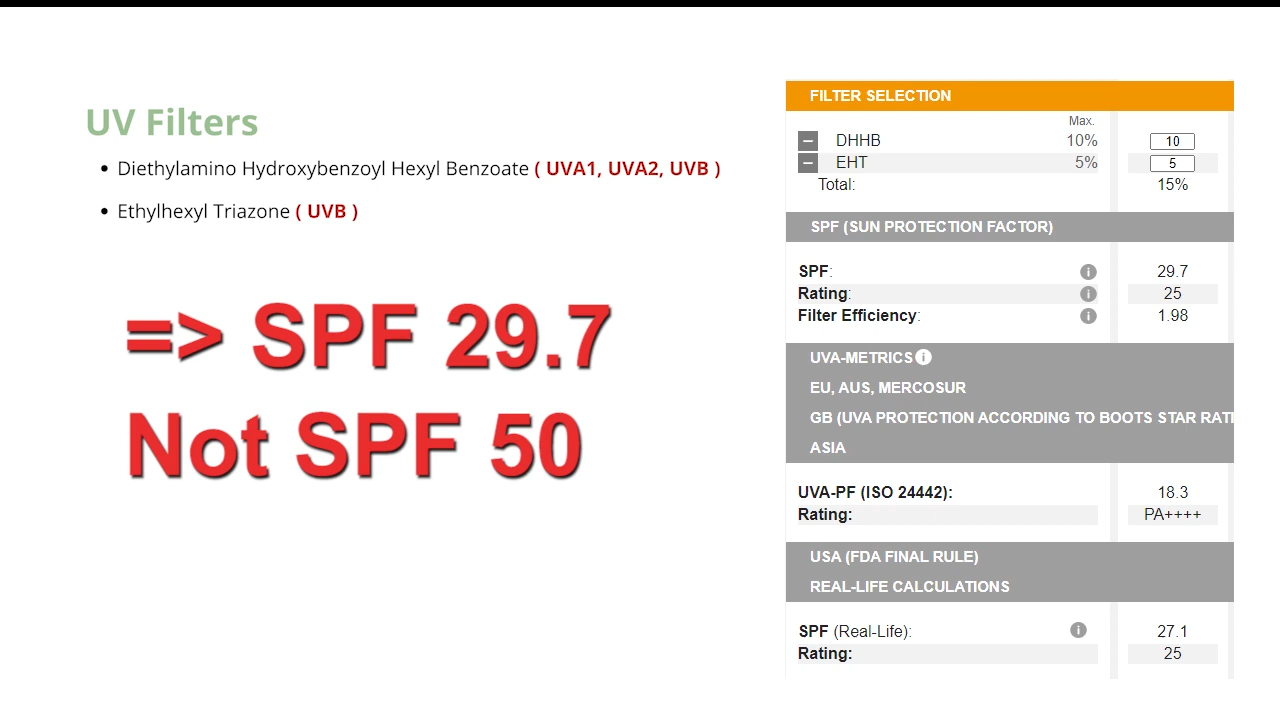 UV Filters
• Diethylamino Hydroxybenzoyl Hexyl Benzoate ( UVA1, UVA2, UVB )
• Ethylhexyl Triazone ( UVB )
=> SPF 29.7
Not SPF 50
FILTER SELECTION
Max.
DHHB 10% 10
EHT 5% 5
Total: 15%
SPF (SUN PROTECTION FACTOR)
SPF: 29.7
Rating: 25
Filter Efficiency: 1.98
UVA-METRICS
EU, AUS, MERCOSUR
GB (UVA PROTECTION ACCORDING TO BOOTS STAR RATI
ASIA
UVA-PF (ISO 24442): 18.3
Rating: PA++++
USA (FDA FINAL RULE)
REAL-LIFE CALCULATIONS
SPF (Real-Life): 27.1
Rating: 25